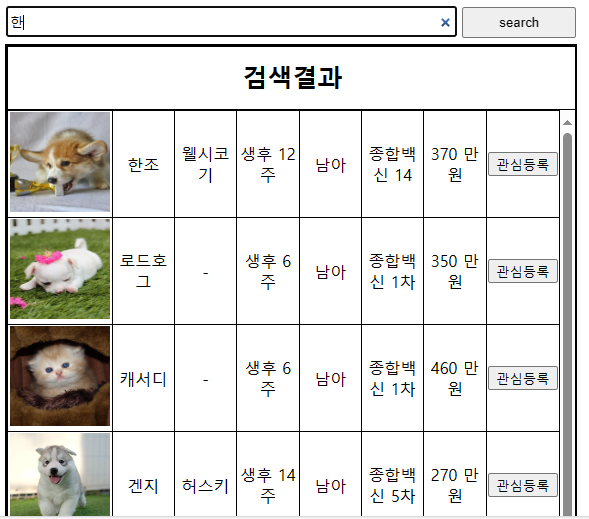 한
search
검색결과
한조
웰시코
기
생후 12
주
남아
종합백
신 14
370 만
원
관심등록
로드호
그
-
생후 6
주
남아
종합백
신 1차
350 만
원
관심등록
캐서디
-
생후 6
주
남아
종합백
신 1차
460 만
원
관심등록
겐지
허스키
생후 14
주
남아
종합백
신 5차
270 만
원
관심등록